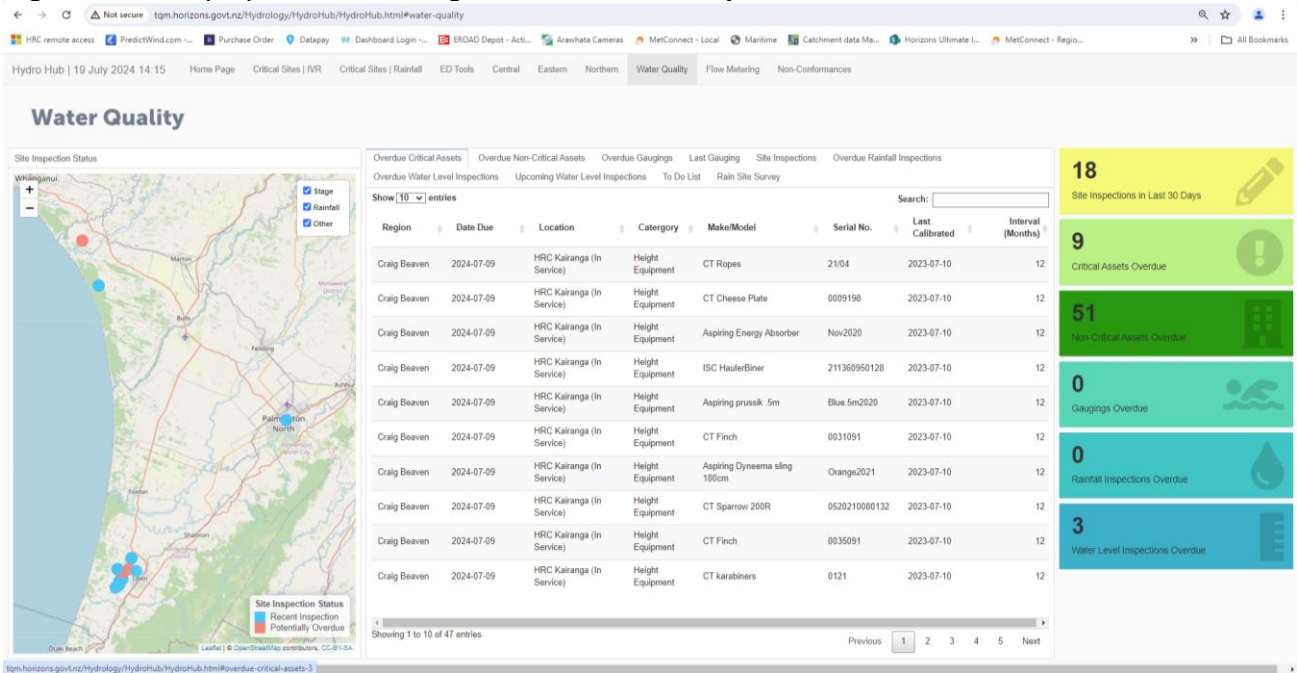 Not secure tqm.horizons.govt.nz/Hydrology/HydroHub/HydroHub.html#water-quality
HRC remote access PredictWind.com -... Purchase Order Datapay Dashboard Login -... EROAD Depot - Acti... Arawhata Cameras MetConnect - Local Maritime Catchment data Ma... Horizons Ultimate I... MetConnect - Regio... » All Bookmarks
Hydro Hub | 19 July 2024 14:15 Home Page Critical Sites | IVR Critical Sites | Rainfall ED Tools Central Eastern Northern Water Quality Flow Metering Non-Conformances
Water Quality
Site Inspection Status
Whanganui
+
−
Stage
Rainfall
Other
Marton
Manawatu District
Bulls
Feilding
Palmerston North
Palmerston North City
Foxton
Shannon
Horowhenua District
Levin
Otaki Beach
Site Inspection Status
Recent Inspection
Potentially Overdue
Leaflet | © OpenStreetMap contributors, CC-BY-SA
Overdue Critical Assets Overdue Non-Critical Assets Overdue Gaugings Last Gauging Site Inspections Overdue Rainfall Inspections
Overdue Water Level Inspections Upcoming Water Level Inspections To Do List Rain Site Survey
Show 10 entries Search:
Region Date Due Location Catergory Make/Model Serial No. Last Calibrated Interval (Months)
Craig Beaven 2024-07-09 HRC Kairanga (In Service) Height Equipment CT Ropes 21/04 2023-07-10 12
Craig Beaven 2024-07-09 HRC Kairanga (In Service) Height Equipment CT Cheese Plate 0009198 2023-07-10 12
Craig Beaven 2024-07-09 HRC Kairanga (In Service) Height Equipment Aspiring Energy Absorber Nov2020 2023-07-10 12
Craig Beaven 2024-07-09 HRC Kairanga (In Service) Height Equipment ISC HaulerBiner 211360950128 2023-07-10 12
Craig Beaven 2024-07-09 HRC Kairanga (In Service) Height Equipment Aspiring prussik .5m Blue.5m2020 2023-07-10 12
Craig Beaven 2024-07-09 HRC Kairanga (In Service) Height Equipment CT Finch 0031091 2023-07-10 12
Craig Beaven 2024-07-09 HRC Kairanga (In Service) Height Equipment Aspiring Dyneema sling 180cm Orange2021 2023-07-10 12
Craig Beaven 2024-07-09 HRC Kairanga (In Service) Height Equipment CT Sparrow 200R 0520210080132 2023-07-10 12
Craig Beaven 2024-07-09 HRC Kairanga (In Service) Height Equipment CT Finch 0035091 2023-07-10 12
Craig Beaven 2024-07-09 HRC Kairanga (In Service) Height Equipment CT karabiners 0121 2023-07-10 12
Showing 1 to 10 of 47 entries
Previous 1 2 3 4 5 Next
18
Site Inspections in Last 30 Days
9
Critical Assets Overdue
51
Non-Critical Assets Overdue
0
Gaugings Overdue
0
Rainfall Inspections Overdue
3
Water Level Inspections Overdue
tqm.horizons.govt.nz/Hydrology/HydroHub/HydroHub.html#overdue-critical-assets-3